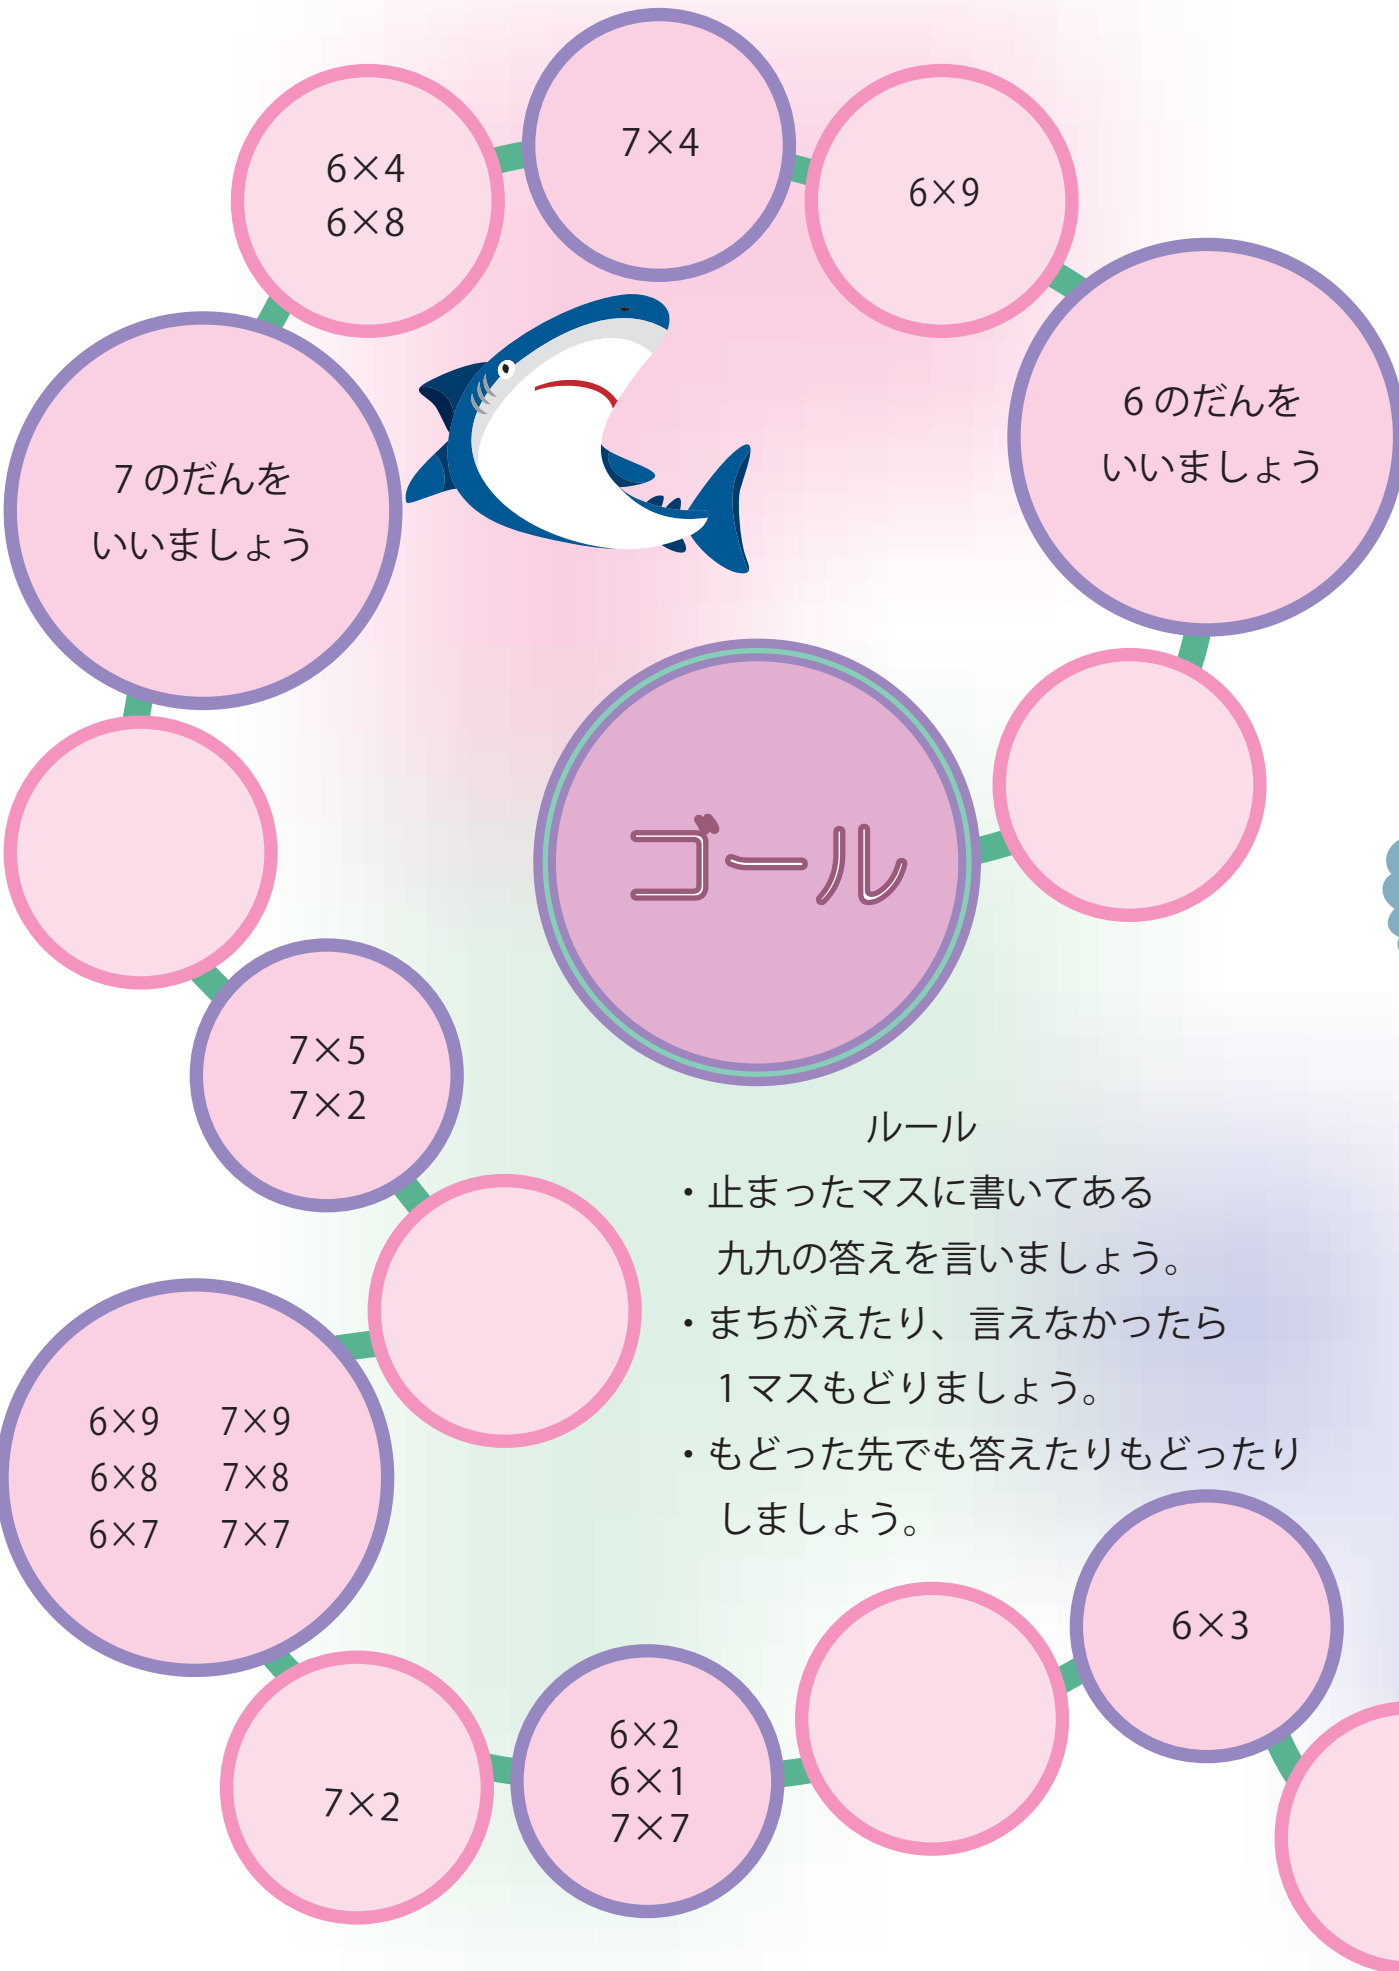 7×4
6×4
6×8
6×9
6 のだんを
いいましょう
7 のだんを
いいましょう
ゴール
7×5
7×2
ルール
・止まったマスに書いてある
九九の答えを言いましょう。
・まちがえたり、言えなかったら
1 マスもどりましょう。
・もどった先でも答えたりもどったり
しましょう。
6×9 7×9
6×8 7×8
6×7 7×7
6×3
6×2
6×1
7×7
7×2